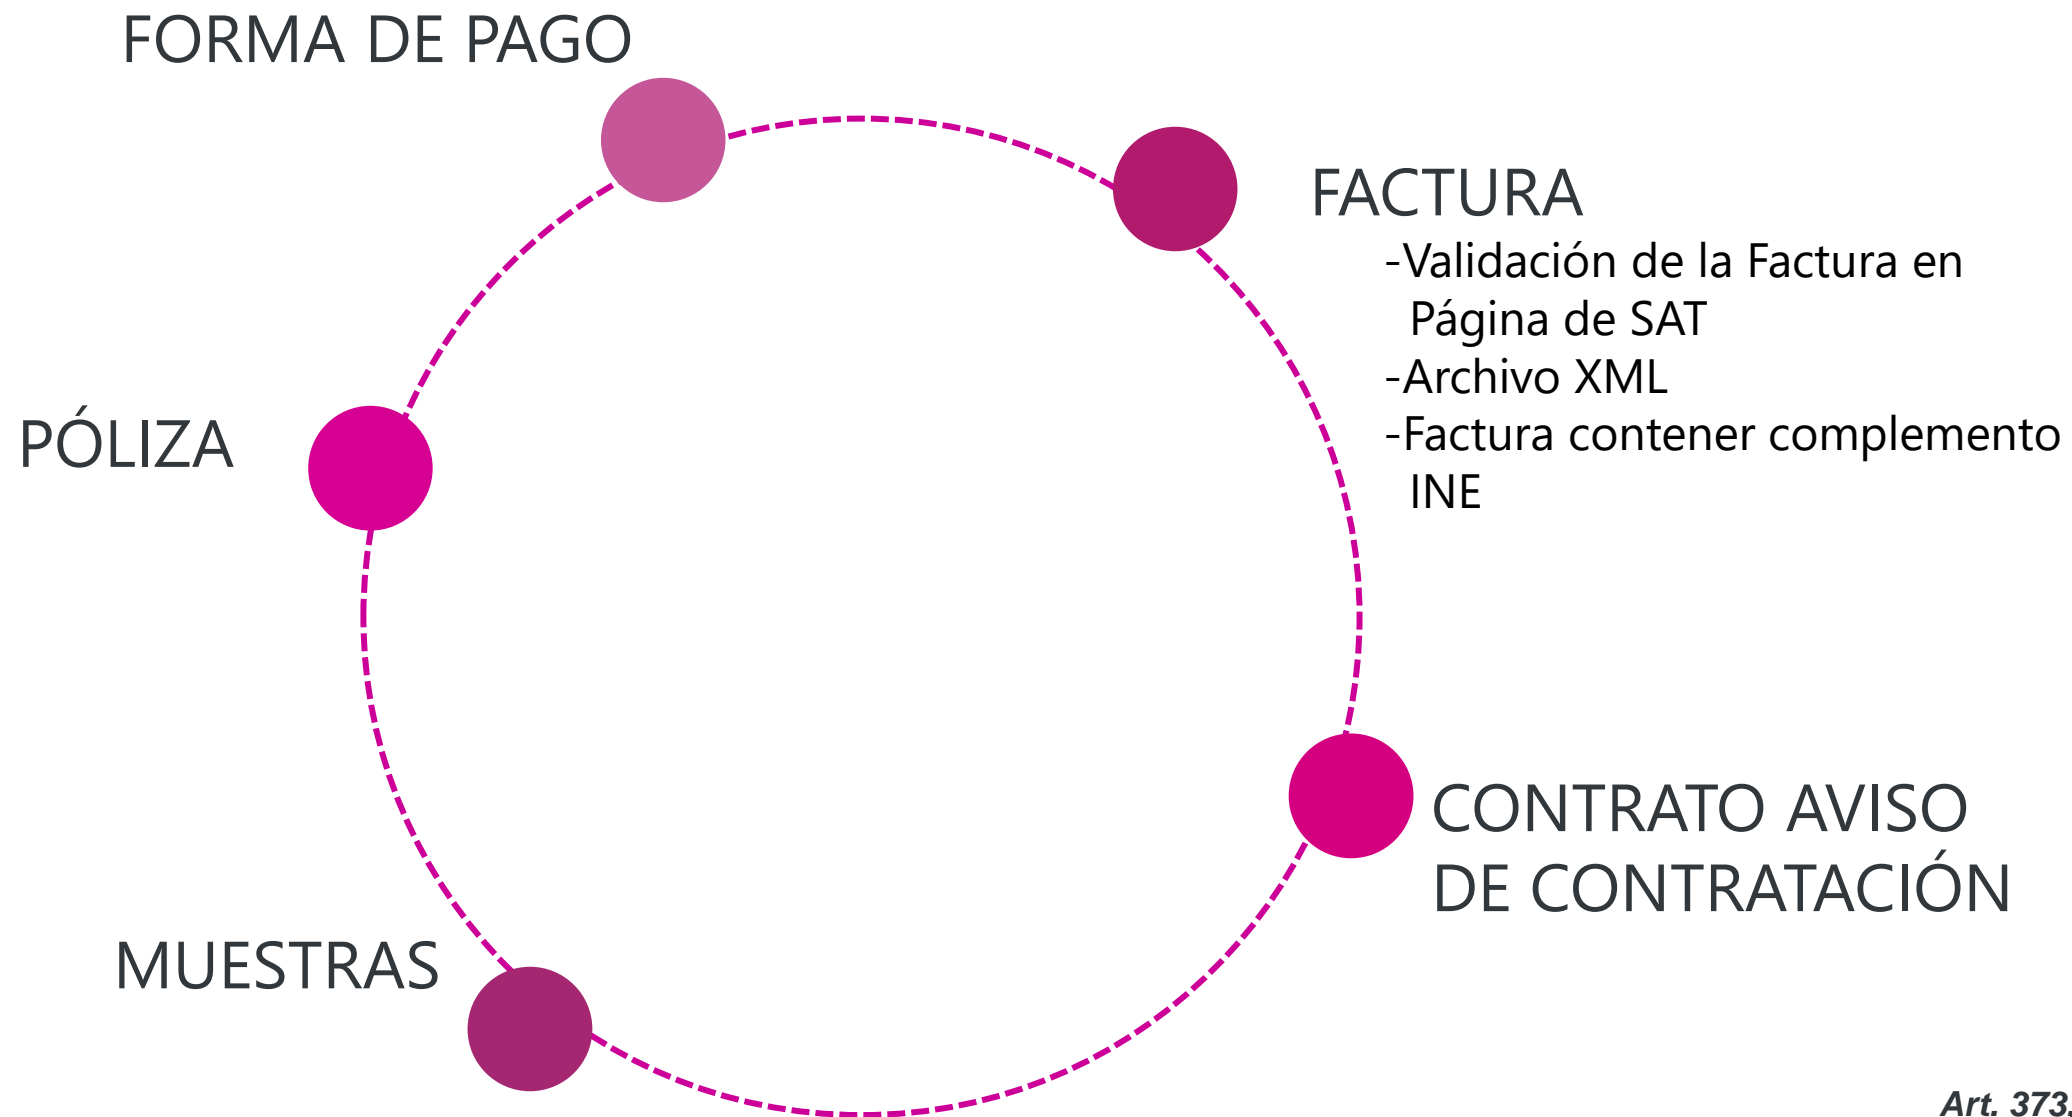 FORMA DE PAGO
FACTURA
-Validación de la Factura en
Página de SAT
-Archivo XML
-Factura contener complemento
INE
PÓLIZA
CONTRATO AVISO
DE CONTRATACIÓN
MUESTRAS
Art. 373.